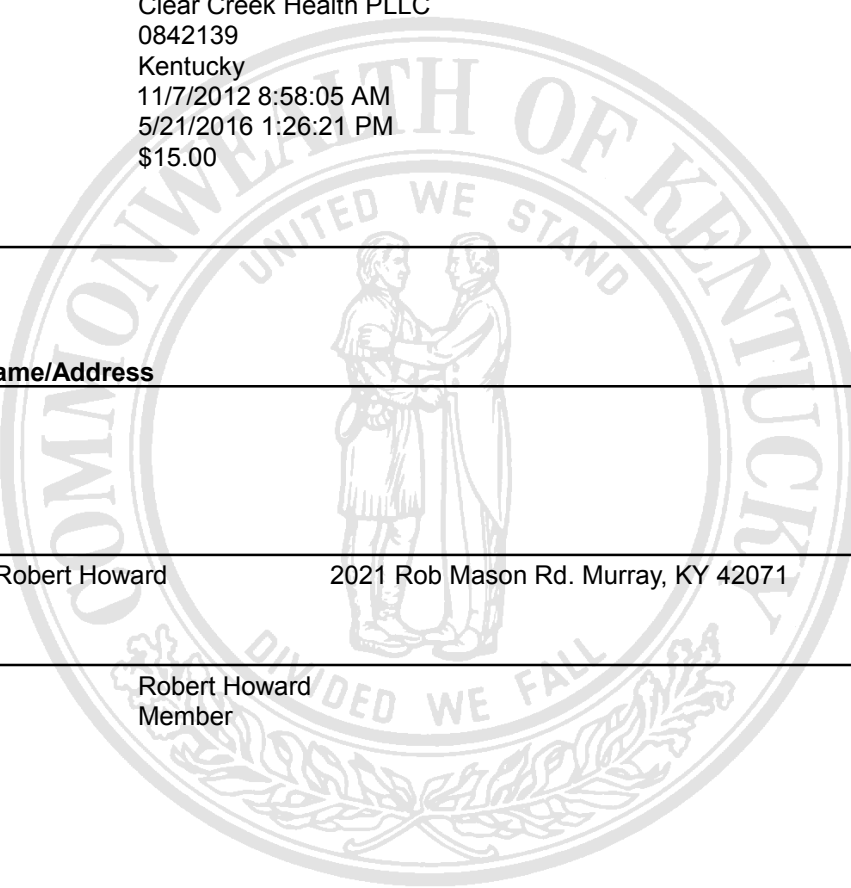 Clear Creek Health PLLC
0842139
Kentucky
11/7/2012 8:58:05 AM
5/21/2016 1:26:21 PM
$15.00
COMMONWEALTH OF KENTUCKY
UNITED WE STAND
ame/Address
Robert Howard 2021 Rob Mason Rd. Murray, KY 42071
DIVIDED WE FALL
Robert Howard
Member